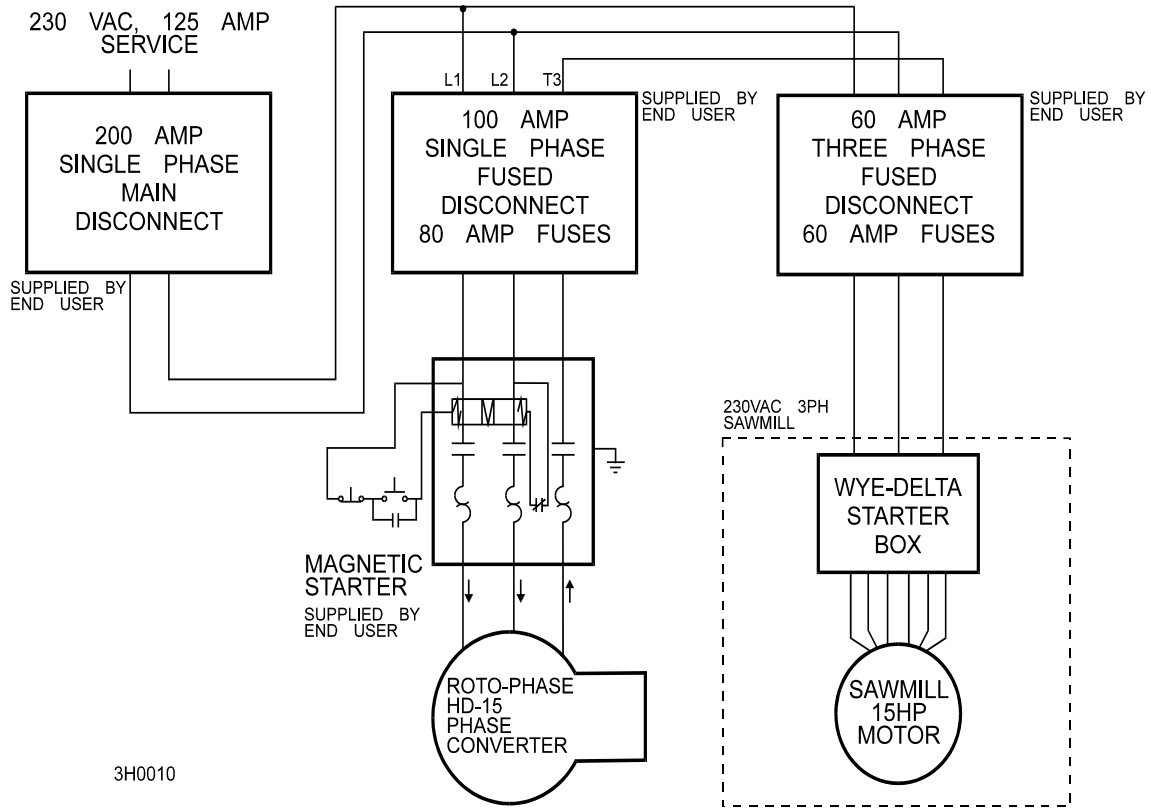 230 VAC, 125 AMP
SERVICE
200 AMP
SINGLE PHASE
MAIN
DISCONNECT
SUPPLIED BY
END USER
L1 L2 T3
100 AMP
SINGLE PHASE
FUSED
DISCONNECT
80 AMP FUSES
SUPPLIED BY
END USER
60 AMP
THREE PHASE
FUSED
DISCONNECT
60 AMP FUSES
SUPPLIED BY
END USER
MAGNETIC
STARTER
SUPPLIED BY
END USER
ROTO-PHASE
HD-15
PHASE
CONVERTER
230VAC 3PH
SAWMILL
WYE-DELTA
STARTER
BOX
SAWMILL
15HP
MOTOR
3H0010